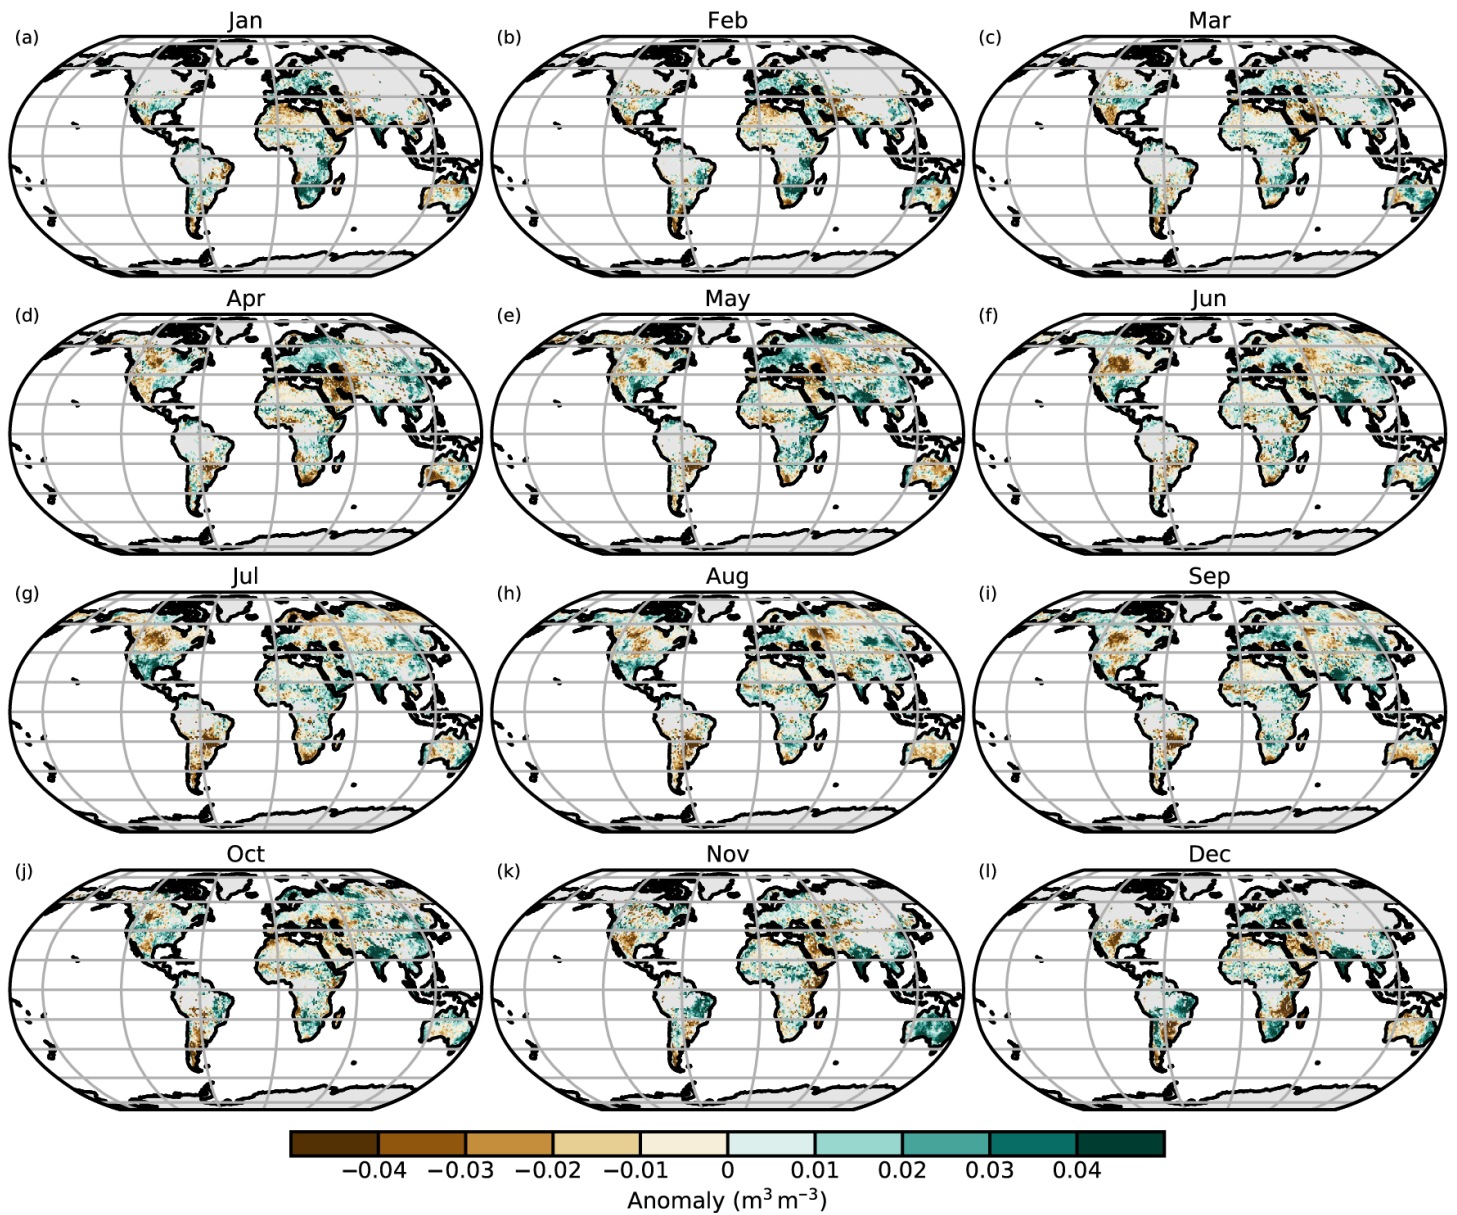 Jan
Feb
Mar
(a)
(b)
(c)
Apr
May
Jun
(d)
(e)
(f)
Jul
Aug
Sep
(g)
(h)
(i)
Oct
Nov
Dec
(j)
(k)
(l)
−0.04 −0.03 −0.02 −0.01 0 0.01 0.02 0.03 0.04
Anomaly (m³ m⁻³)